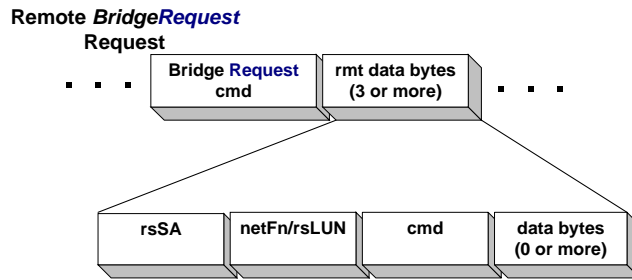 Remote BridgeRequest
Request
Bridge Request
cmd
rmt data bytes
(3 or more)
rsSA
netFn/rsLUN
cmd
data bytes
(0 or more)